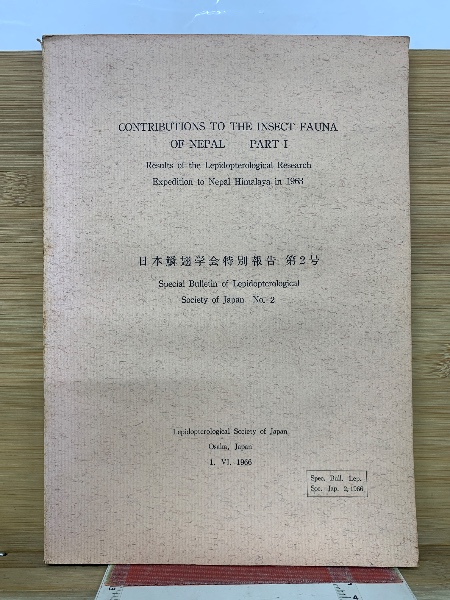 CONTRIBUTIONS TO THE INSECT FAUNA
OF NEPAL PART I
Results of the Lepidopterological Research
Expedition to Nepal Himalaya in 1963
日本鱗翅学会特別報告 第2号
Special Bulletin of Lepidopterological
Society of Japan No. 2
Lepidopterological Society of Japan
Osaka, Japan
1. VI. 1966
Spec. Bull. Lep.
Soc. Jap. 2, 1966